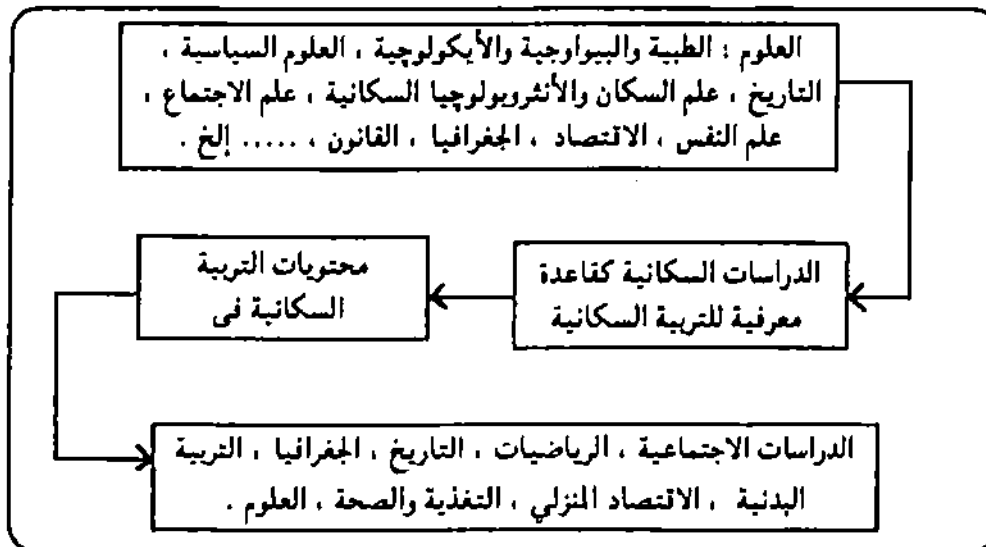 العلوم : الطبية والبيولوجية والأيكولوچية ، العلوم السياسية ،
التاريخ ، علم السكان والأنثروبولوچيا السكانية ، علم الاجتماع ،
علم النفس ، الاقتصاد ، الجغرافيا ، القانون ، ..... إلخ .
الدراسات السكانية كقاعدة
معرفية للتربية السكانية
محتويات التربية
السكانية فى
الدراسات الاجتماعية ، الرياضيات ، التاريخ ، الجغرافيا ، التربية
البدنية ، الاقتصاد المنزلي ، التغذية والصحة ، العلوم .